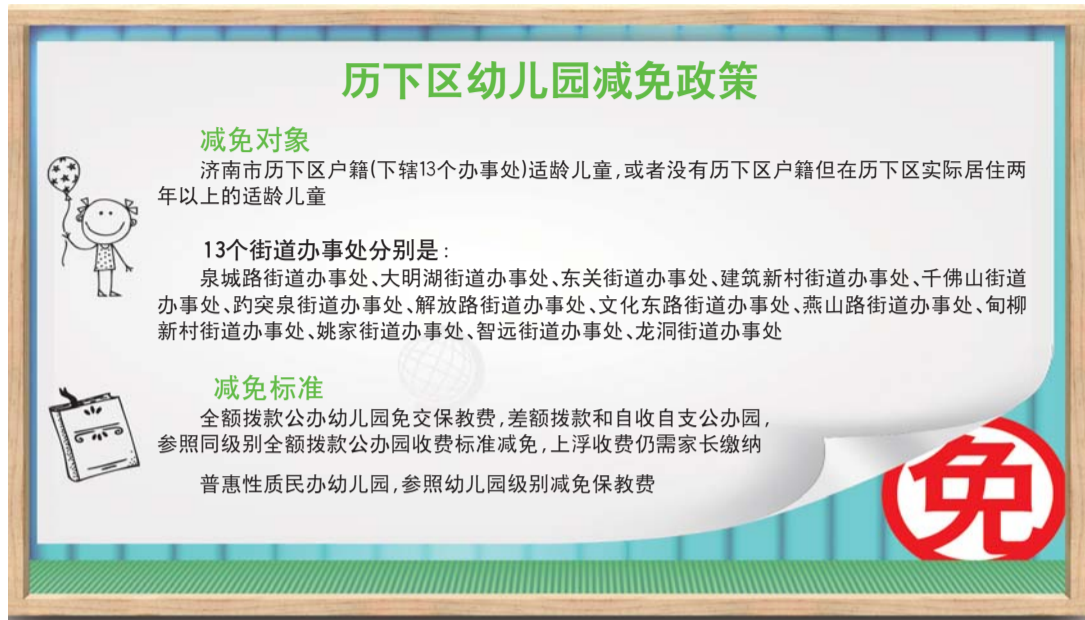 历下区幼儿园减免政策
减免对象
济南市历下区户籍(下辖13个办事处)适龄儿童,或者没有历下区户籍但在历下区实际居住两
年以上的适龄儿童
13个街道办事处分别是:
泉城路街道办事处、大明湖街道办事处、东关街道办事处、建筑新村街道办事处、千佛山街道
办事处、趵突泉街道办事处、解放路街道办事处、文化东路街道办事处、燕山路街道办事处、甸柳
新村街道办事处、姚家街道办事处、智远街道办事处、龙洞街道办事处
减免标准
全额拨款公办幼儿园免交保教费,差额拨款和自收自支公办园,
参照同级别全额拨款公办园收费标准减免,上浮收费仍需家长缴纳
普惠性质民办幼儿园,参照幼儿园级别减免保教费
免